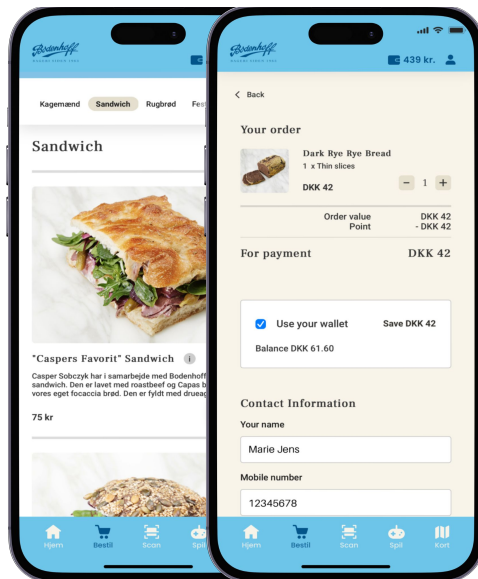 Bodenhoff
Kagemænd
Sandwich
Rugbrød
Fest
Sandwich
"Caspers Favorit" Sandwich i
Casper Sobczyk har i samarbejde med Bodenhoff
sandwich. Den er lavet med roastbeef og Capas b
vores eget focaccia brød. Den er fyldt med drueag
75 kr
Hjem
Bestil
Scan
Spil
Bodenhoff
439 kr.
Back
Your order
Dark Rye Rye Bread
1 x Thin slices
DKK 42
− 1 +
Order value DKK 42
Point - DKK 42
For payment DKK 42
Use your wallet Save DKK 42
Balance DKK 61.60
Contact Information
Your name
Marie Jens
Mobile number
12345678
Hjem
Bestil
Scan
Spil
Kort